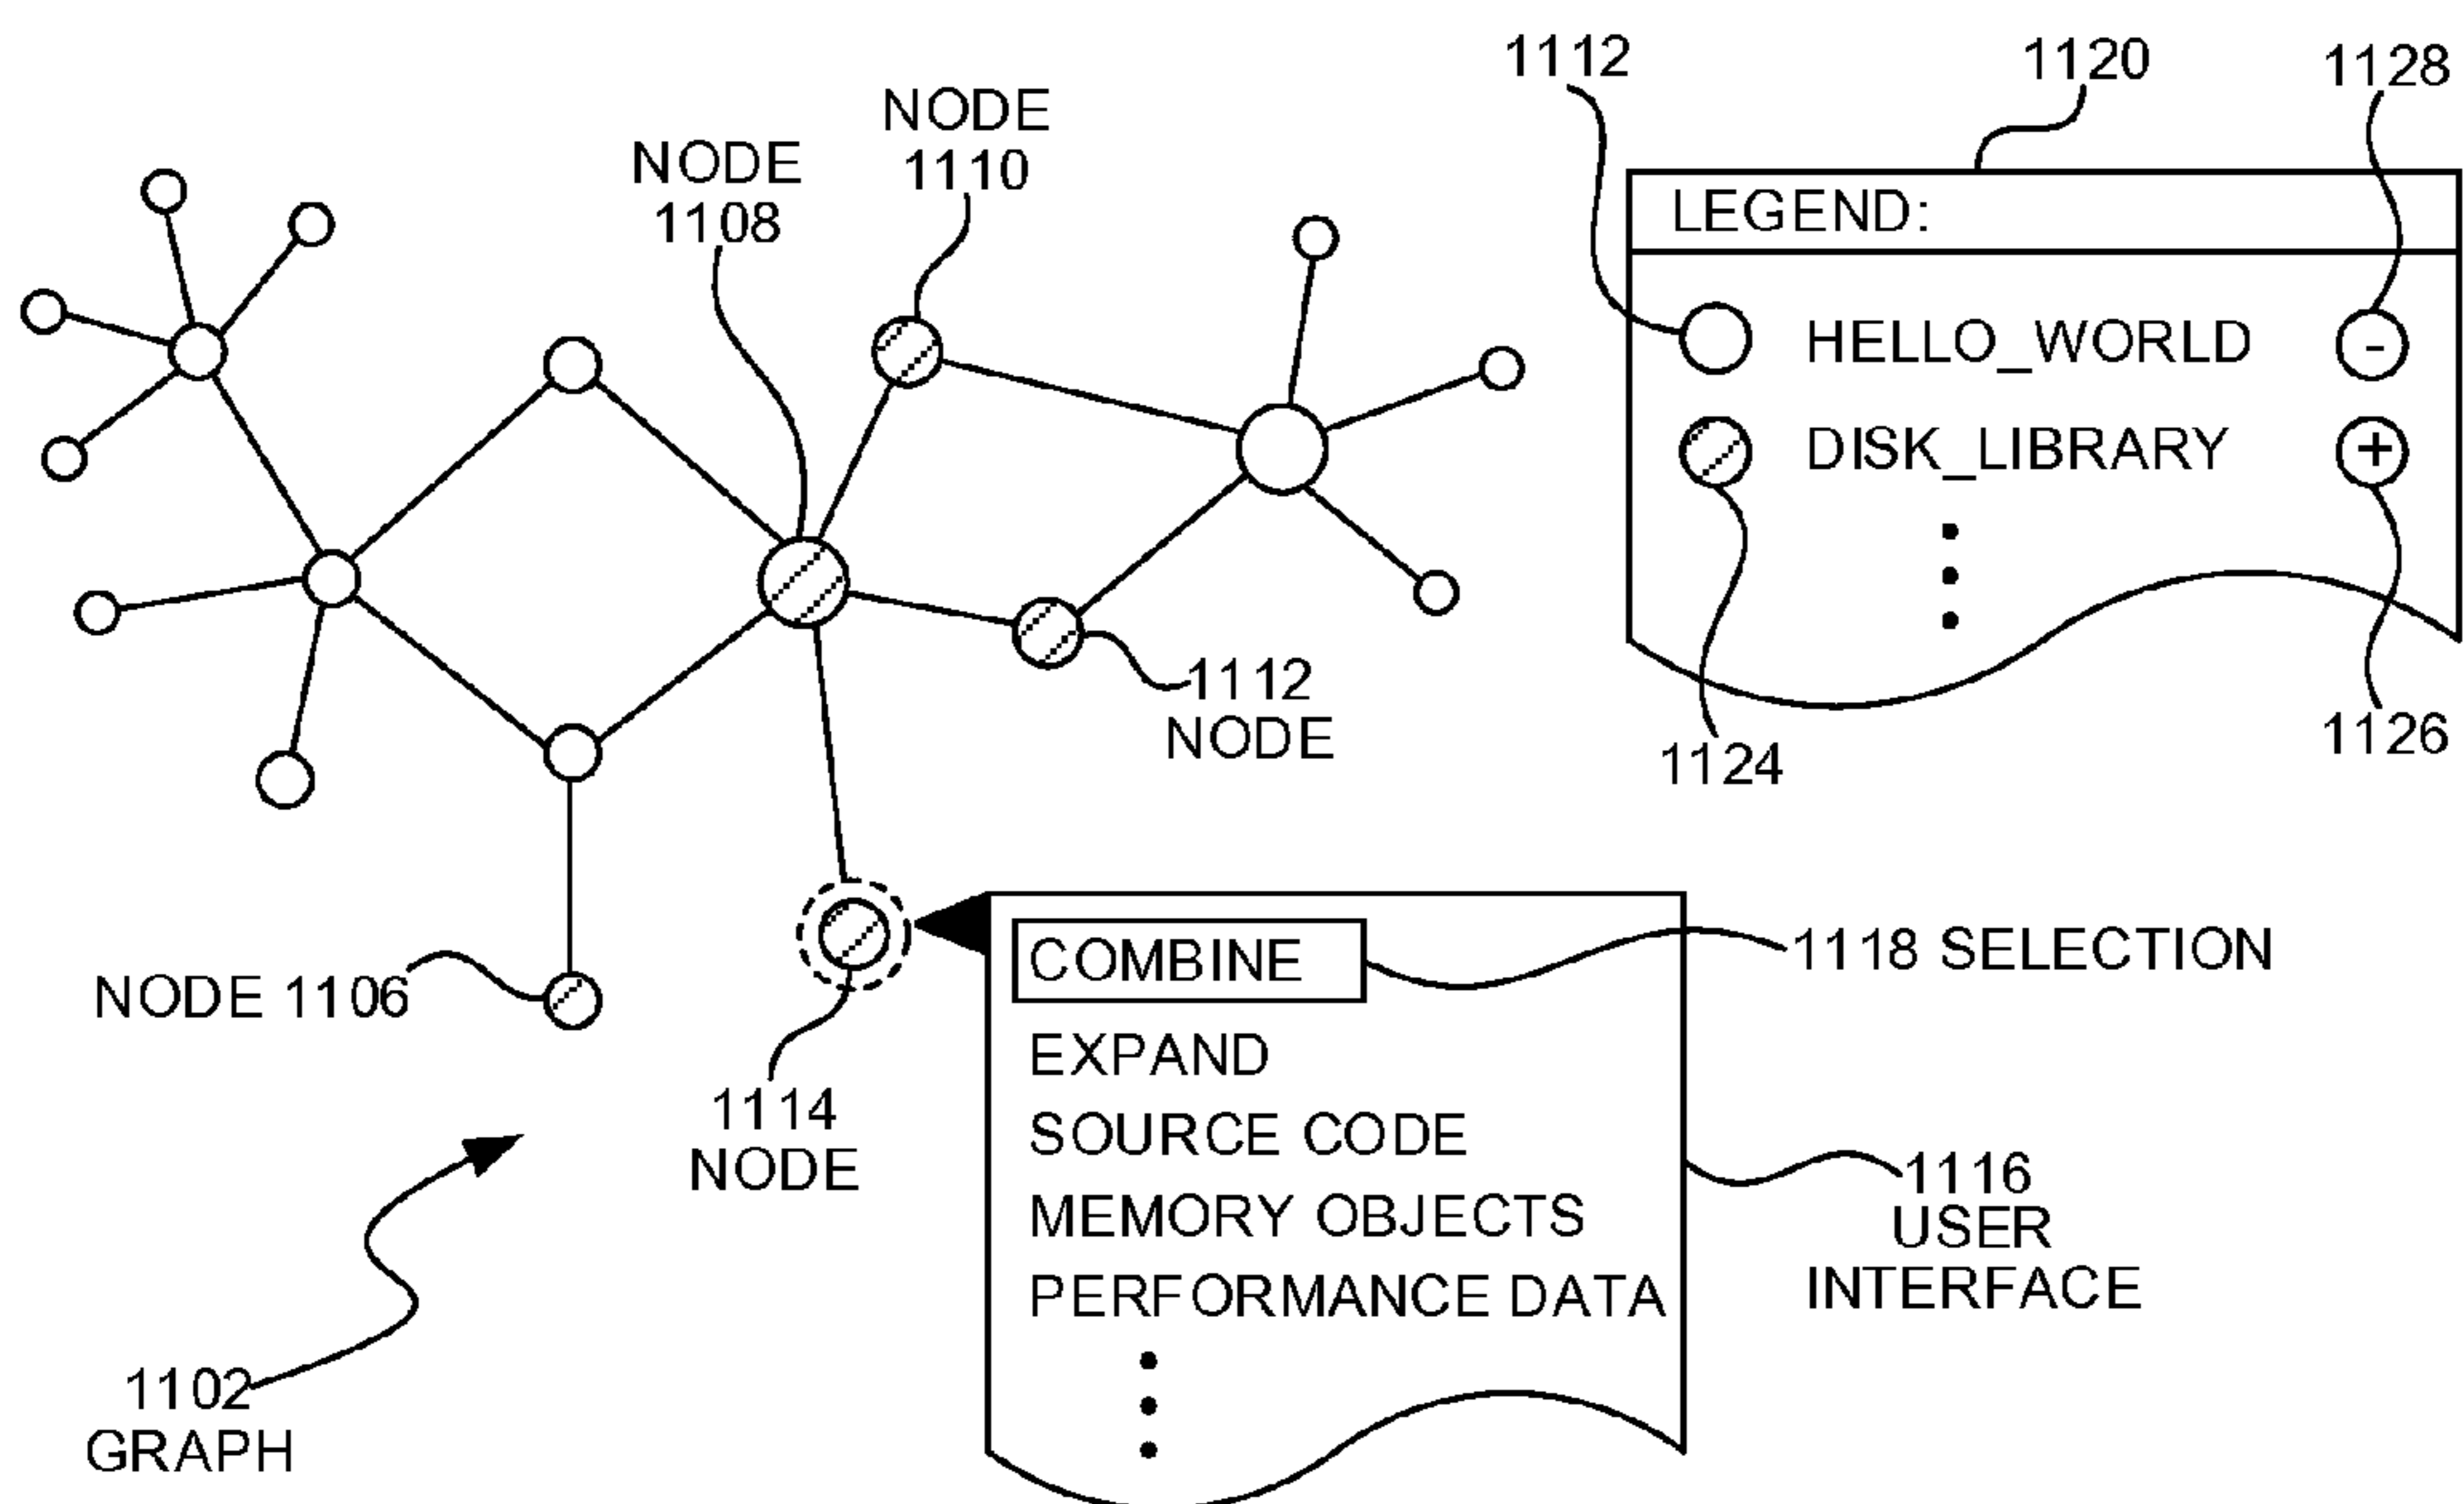 NODE
1108
NODE
1110
1112
1120
1128
LEGEND:
HELLO_WORLD
-
DISK_LIBRARY
+
1112
NODE
1124
1126
NODE 1106
1114
NODE
COMBINE
EXPAND
SOURCE CODE
MEMORY OBJECTS
PERFORMANCE DATA
1118 SELECTION
1116
USER
INTERFACE
1102
GRAPH